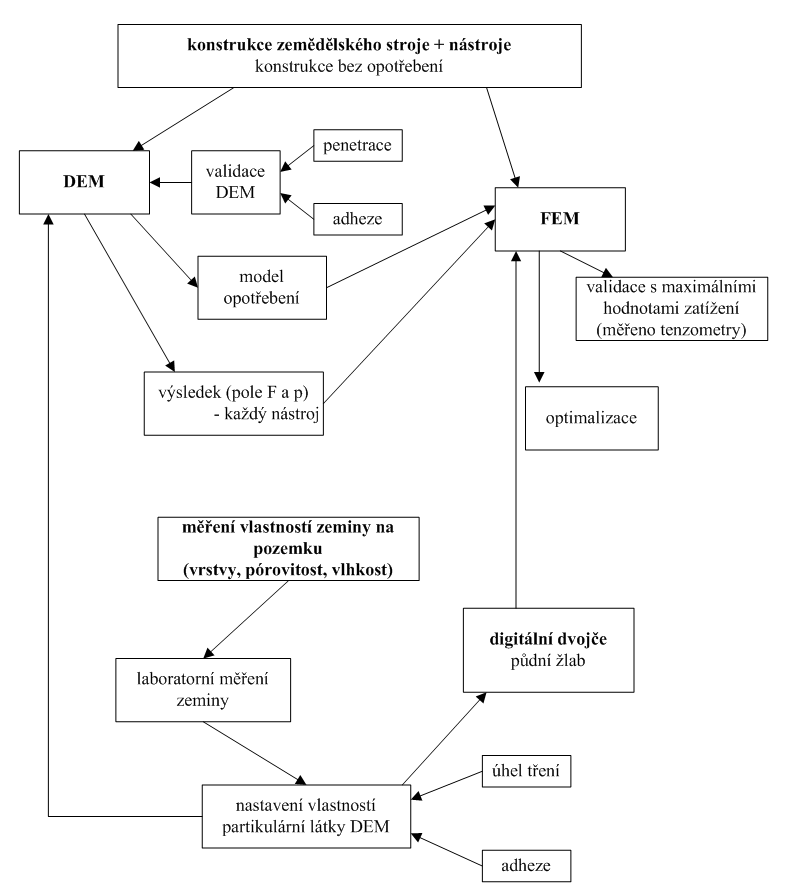 konstrukce zemědělského stroje + nástroje
konstrukce bez opotřebení
DEM
validace
DEM
penetrace
adheze
FEM
model
opotřebení
validace s maximálními
hodnotami zatížení
(měřeno tenzometry)
výsledek (pole F a p)
- každý nástroj
optimalizace
měření vlastností zeminy na
pozemku
(vrstvy, pórovitost, vlhkost)
digitální dvojče
půdní žlab
laboratorní měření
zeminy
nastavení vlastností
partikulární látky DEM
úhel tření
adheze